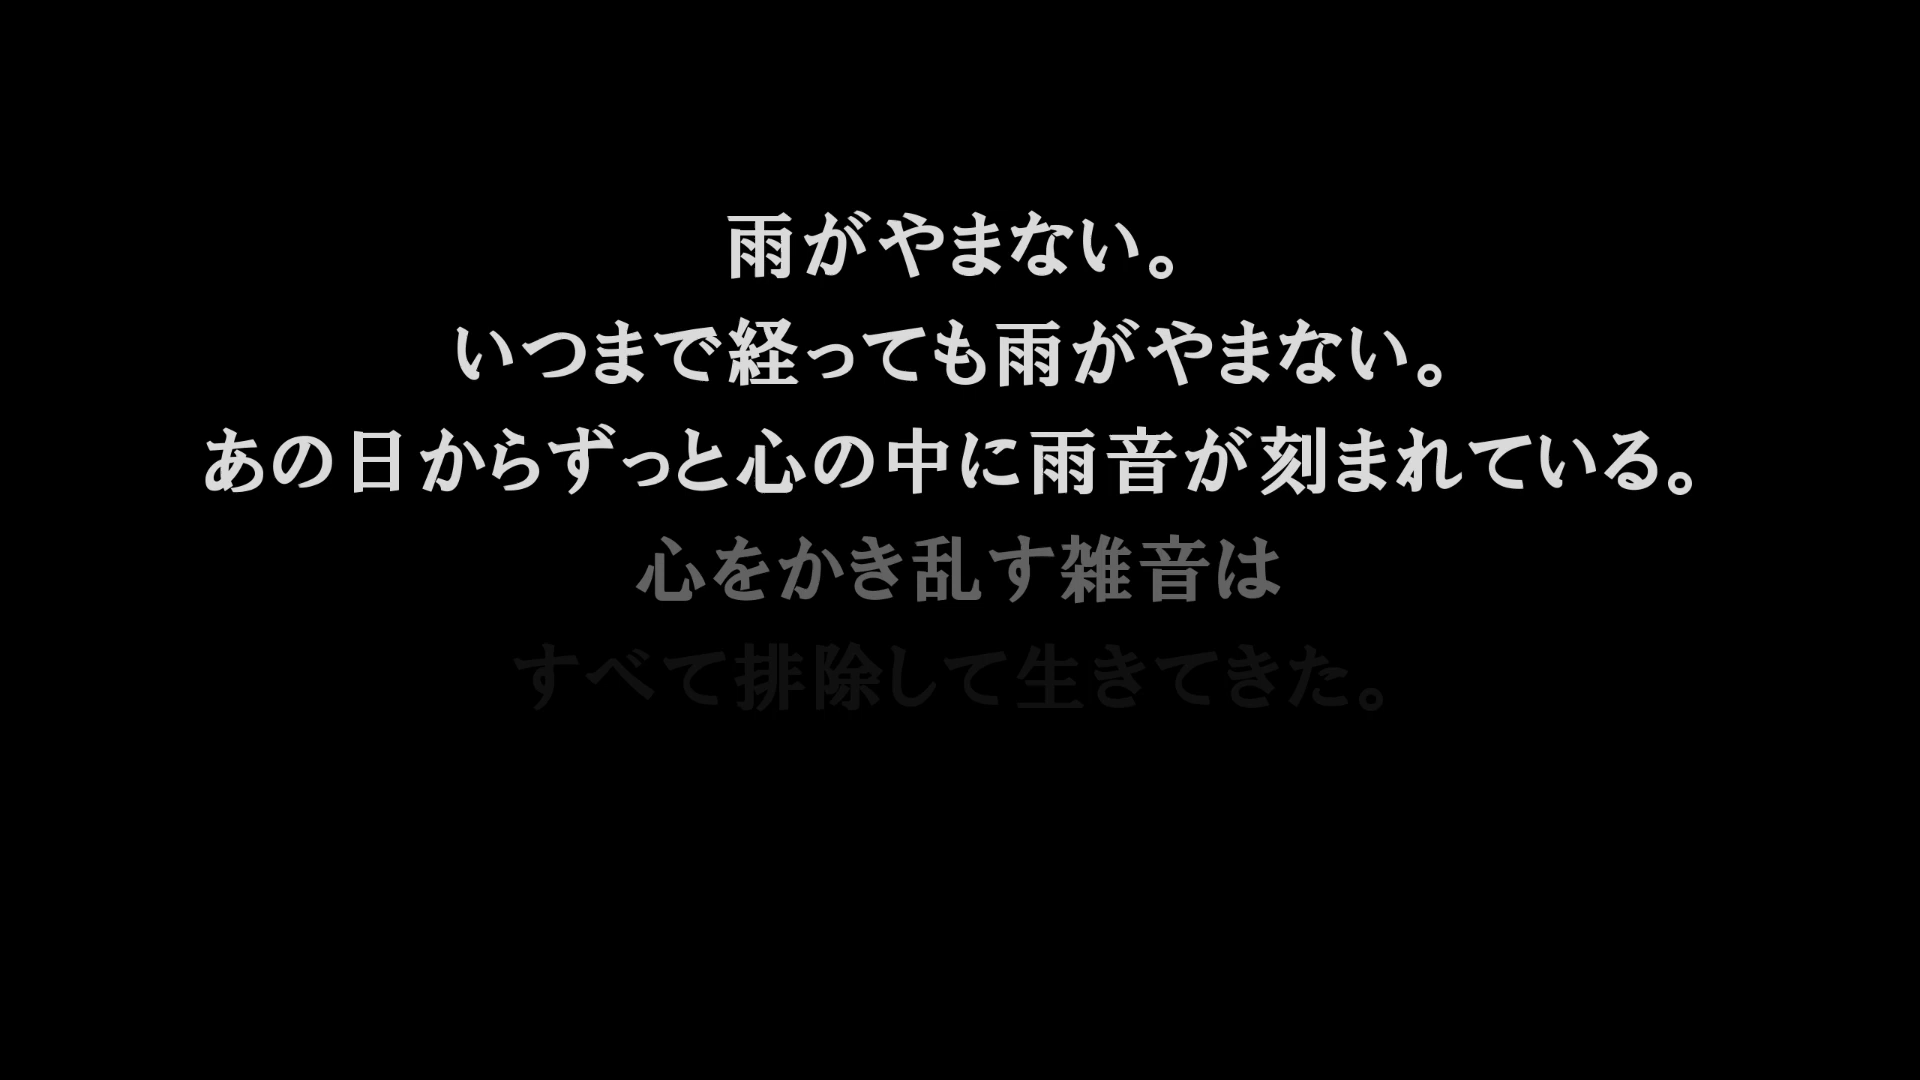 雨がやまない。
いつまで経っても雨がやまない。
あの日からずっと心の中に雨音が刻まれている。
心をかき乱す雑音は
すべて排除して生きてきた。